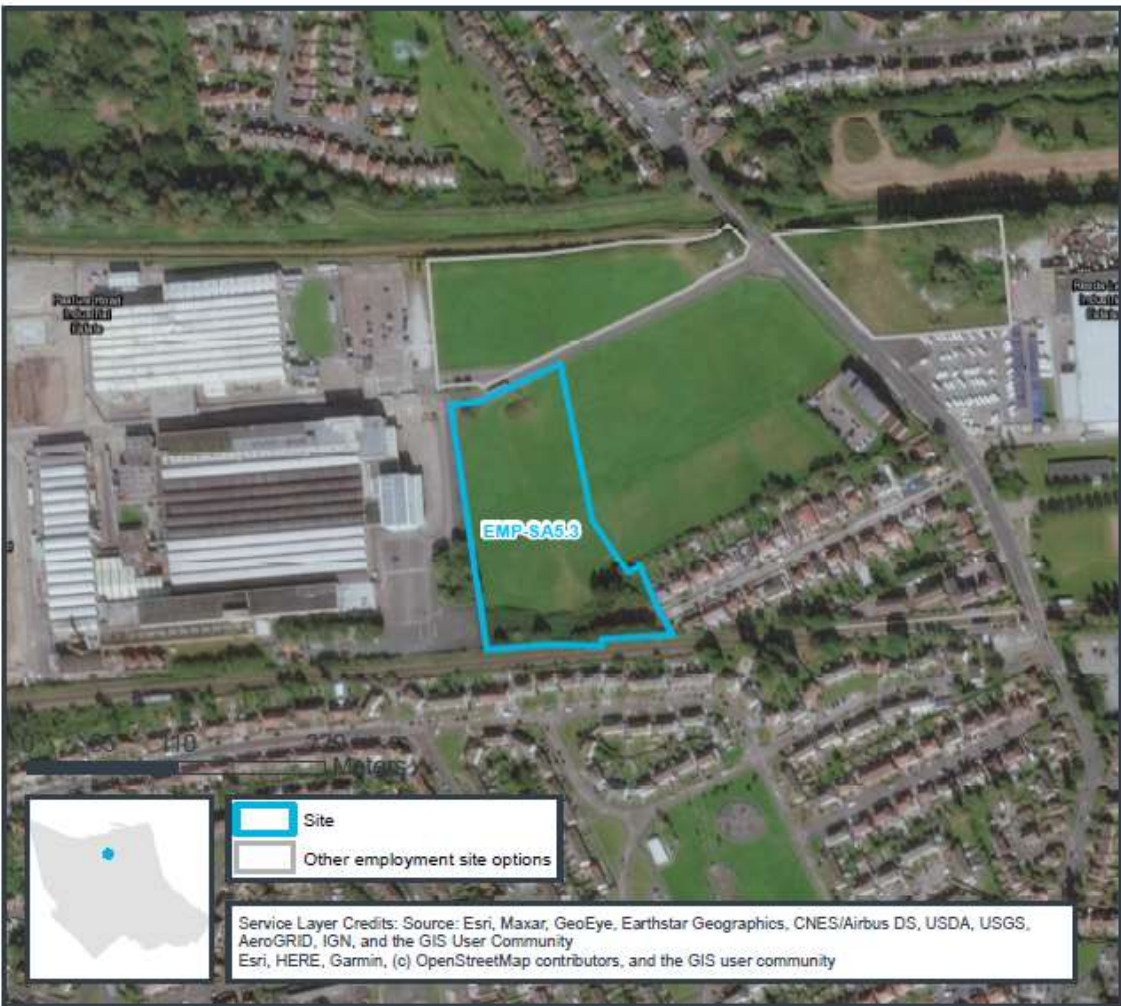 Industrial
Estate
Industrial
EMP-SA5.3
0
110
220
Meters
Site
Other employment site options
Service Layer Credits: Source: Esri, Maxar, GeoEye, Earthstar Geographics, CNES/Airbus DS, USDA, USGS,
AeroGRID, IGN, and the GIS User Community
Esri, HERE, Garmin, (c) OpenStreetMap contributors, and the GIS user community